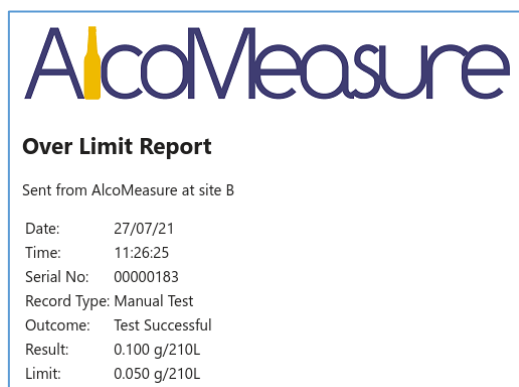 AlcoMeasure
Over Limit Report
Sent from AlcoMeasure at site B
Date: 27/07/21
Time: 11:26:25
Serial No: 00000183
Record Type: Manual Test
Outcome: Test Successful
Result: 0.100 g/210L
Limit: 0.050 g/210L